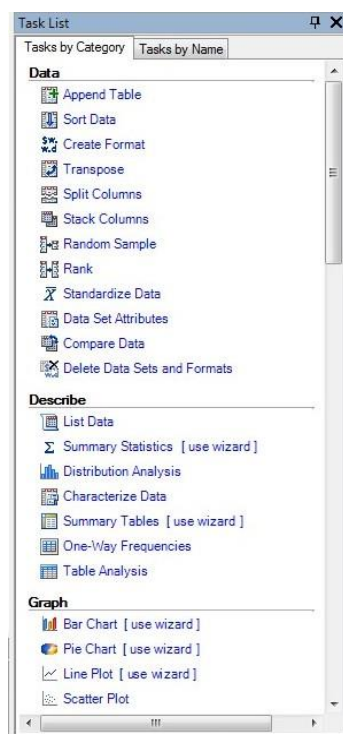 Task List
Tasks by Category
Tasks by Name
Data
Append Table
Sort Data
Create Format
Transpose
Split Columns
Stack Columns
Random Sample
Rank
Standardize Data
Data Set Attributes
Compare Data
Delete Data Sets and Formats
Describe
List Data
Summary Statistics [ use wizard ]
Distribution Analysis
Characterize Data
Summary Tables [ use wizard ]
One-Way Frequencies
Table Analysis
Graph
Bar Chart [ use wizard ]
Pie Chart [ use wizard ]
Line Plot [ use wizard ]
Scatter Plot